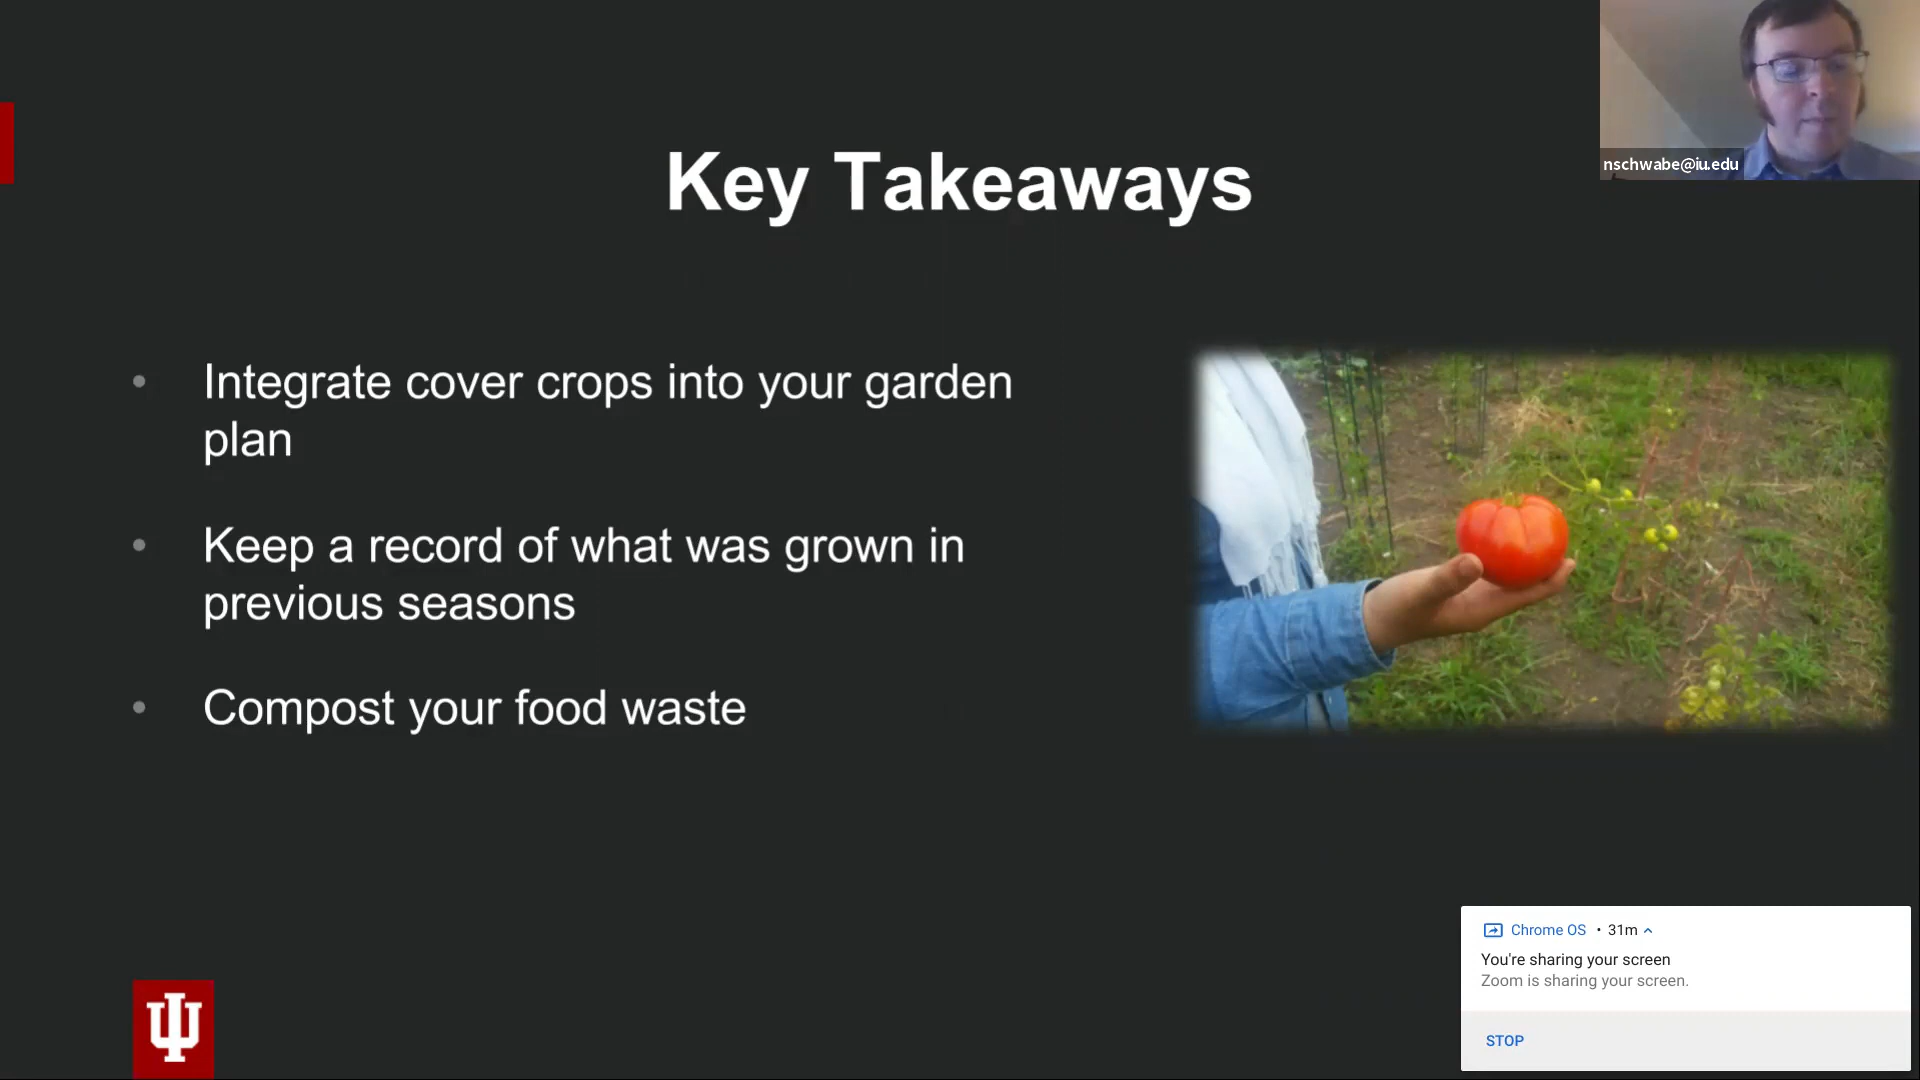 nschwabe@iu.edu
Key Takeaways
• Integrate cover crops into your garden
plan
• Keep a record of what was grown in
previous seasons
• Compost your food waste
Chrome OS • 31m
You're sharing your screen
Zoom is sharing your screen.
STOP